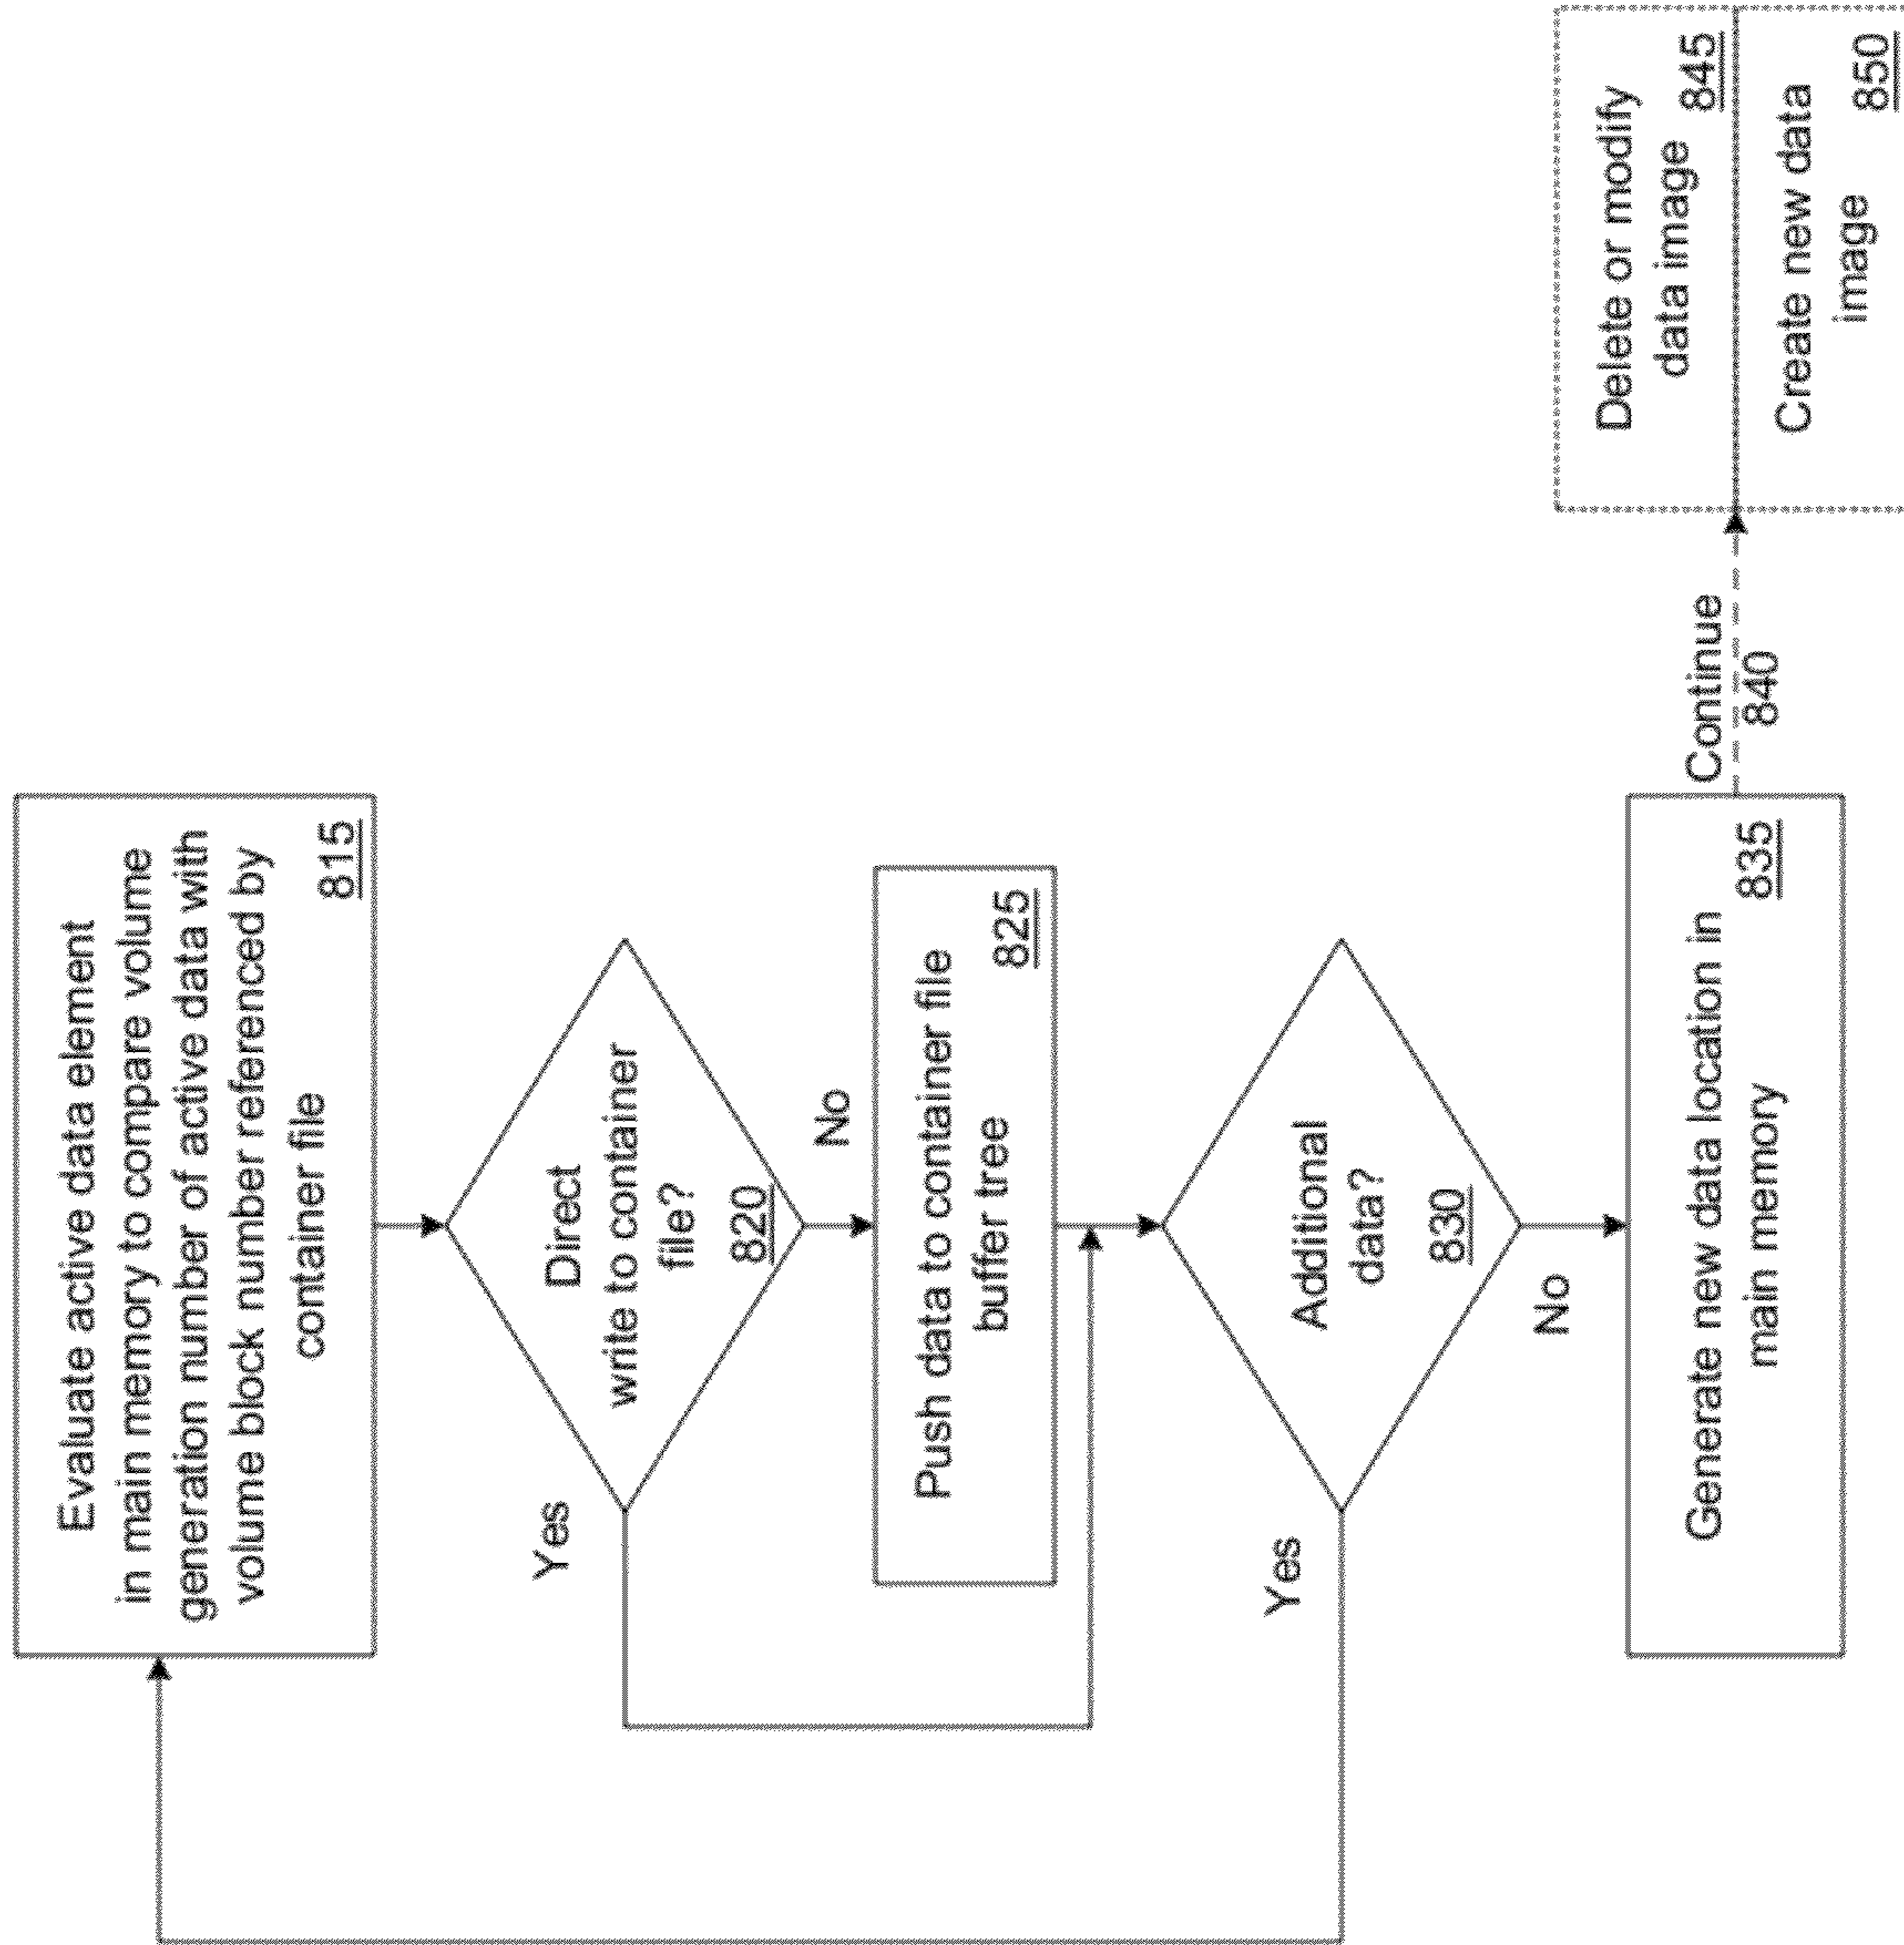 Evaluate active data element
in main memory to compare volume
generation number of active data with
volume block number referenced by
container file
815
Direct
write to container
file?
820
Yes
No
Push data to container file
buffer tree
825
Additional
data?
830
Yes
No
Generate new data location in
main memory
835
Continue
840
Delete or modify
data image
845
Create new data
image
850